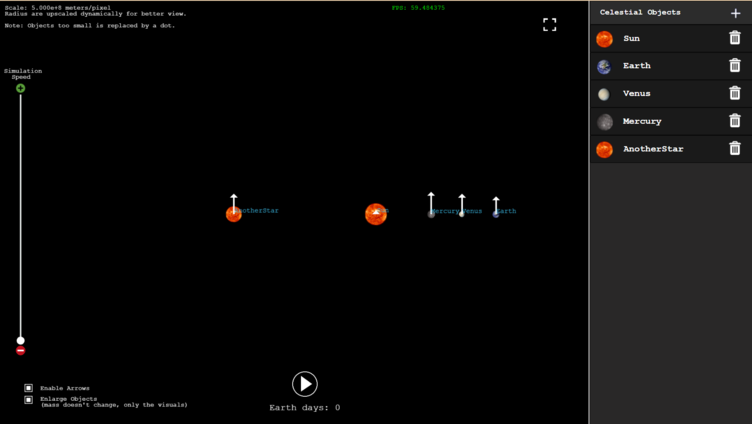 Scale: 5.000e+8 meters/pixel
Radius are upscaled dynamically for better view.
Note: Objects too small is replaced by a dot.
FPS: 59.484375
Celestial Objects
Sun
Earth
Venus
Mercury
AnotherStar
Simulation
Speed
AnotherStar
Mercury
Venus
Earth
Enable Arrows
Enlarge Objects
(mass doesn't change, only the visuals)
Earth days: 0